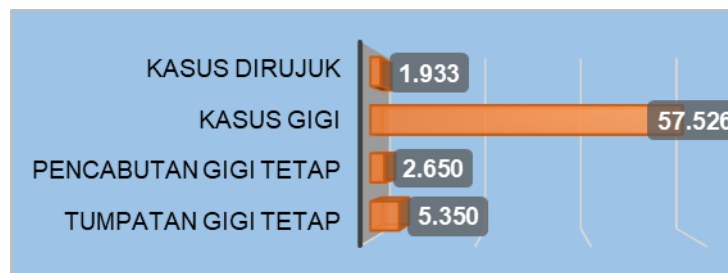 KASUS DIRUJUK 1.933
KASUS GIGI 57.526
PENCABUTAN GIGI TETAP 2.650
TUMPATAN GIGI TETAP 5.350